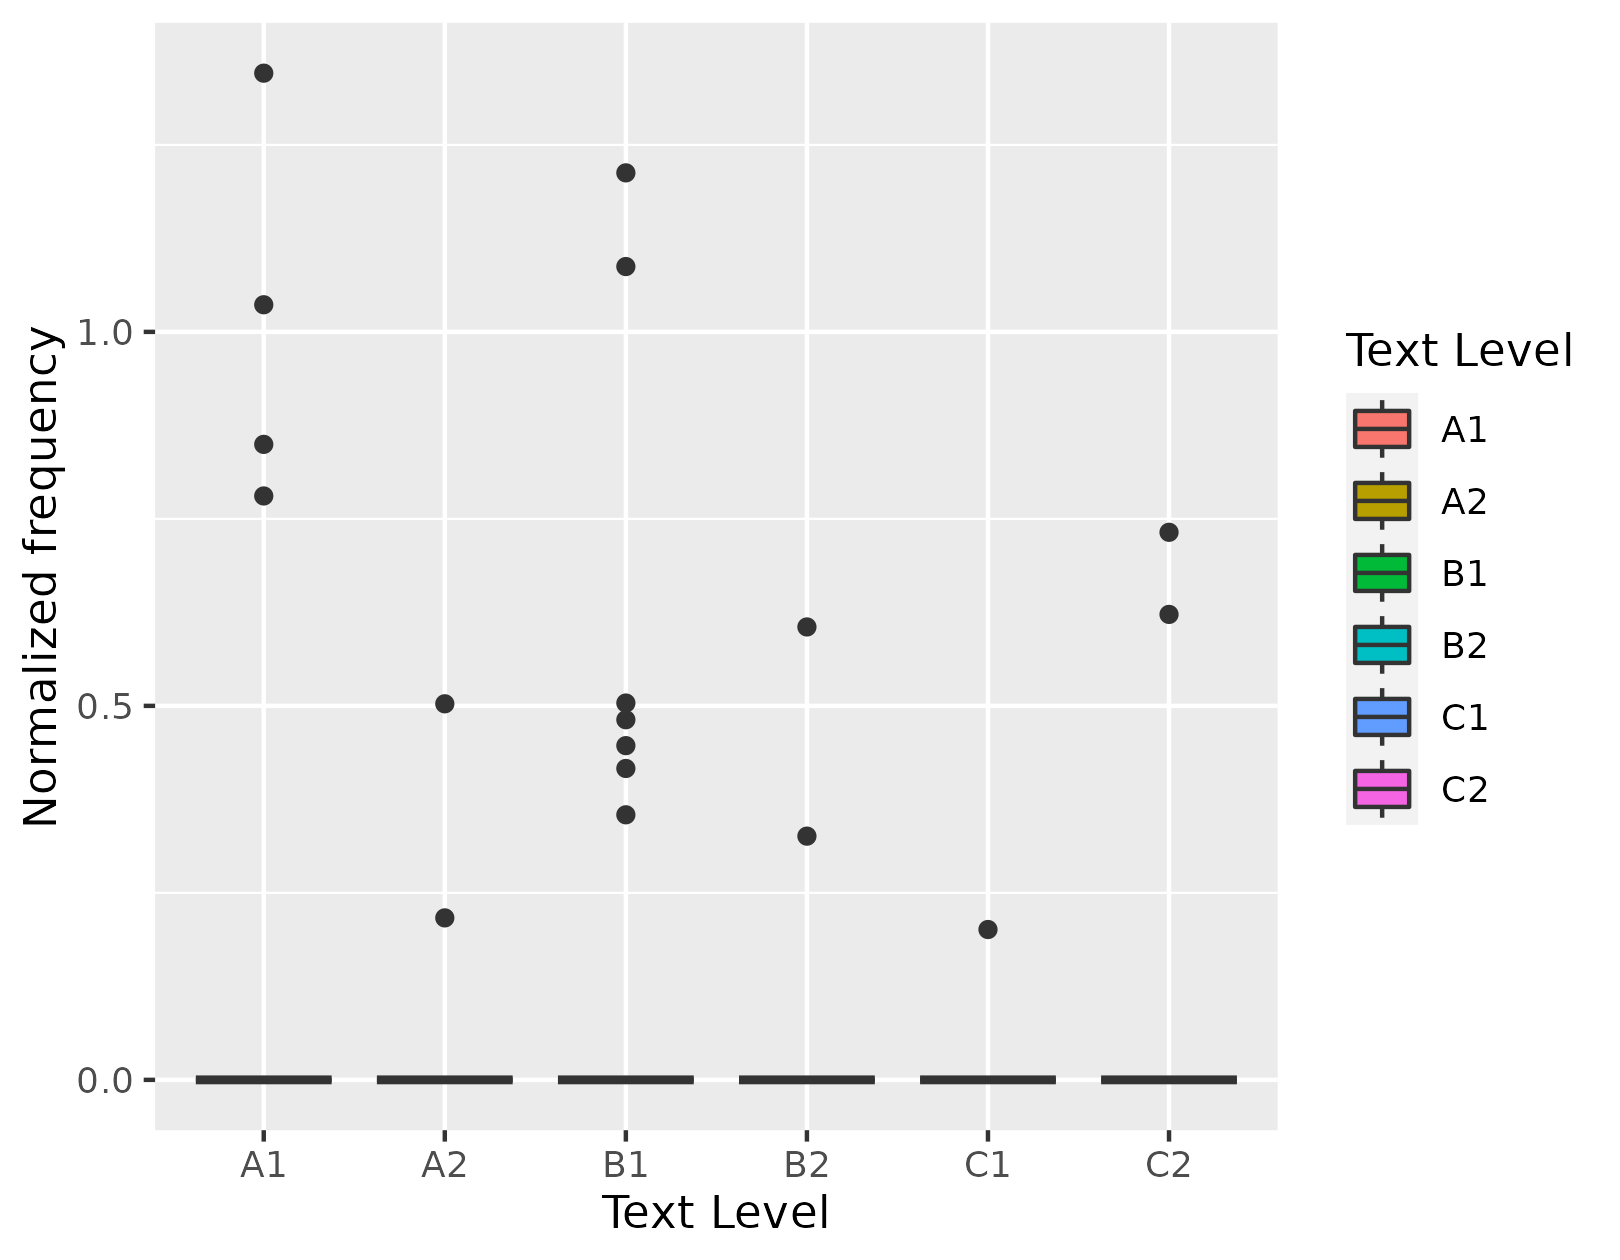 Normalized frequency
1.0
0.5
0.0
A1 A2 B1 B2 C1 C2
Text Level
Text Level
A1
A2
B1
B2
C1
C2